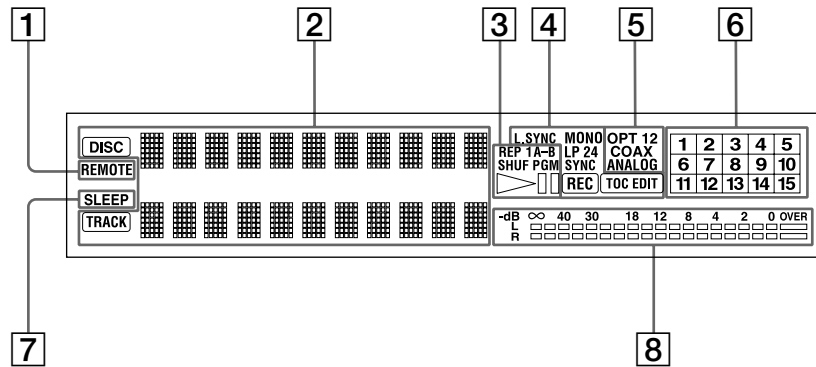 1 2 3 4 5 6
DISC
REMOTE
SLEEP
TRACK
L.SYNC MONO
REP 1 A–B LP 24
SHUF PGM SYNC
REC
OPT 12
COAX
ANALOG
TOC EDIT
1 2 3 4 5
6 7 8 9 10
11 12 13 14 15
-dB ∞ 40 30 18 12 8 4 2 0 OVER
L
R
7 8